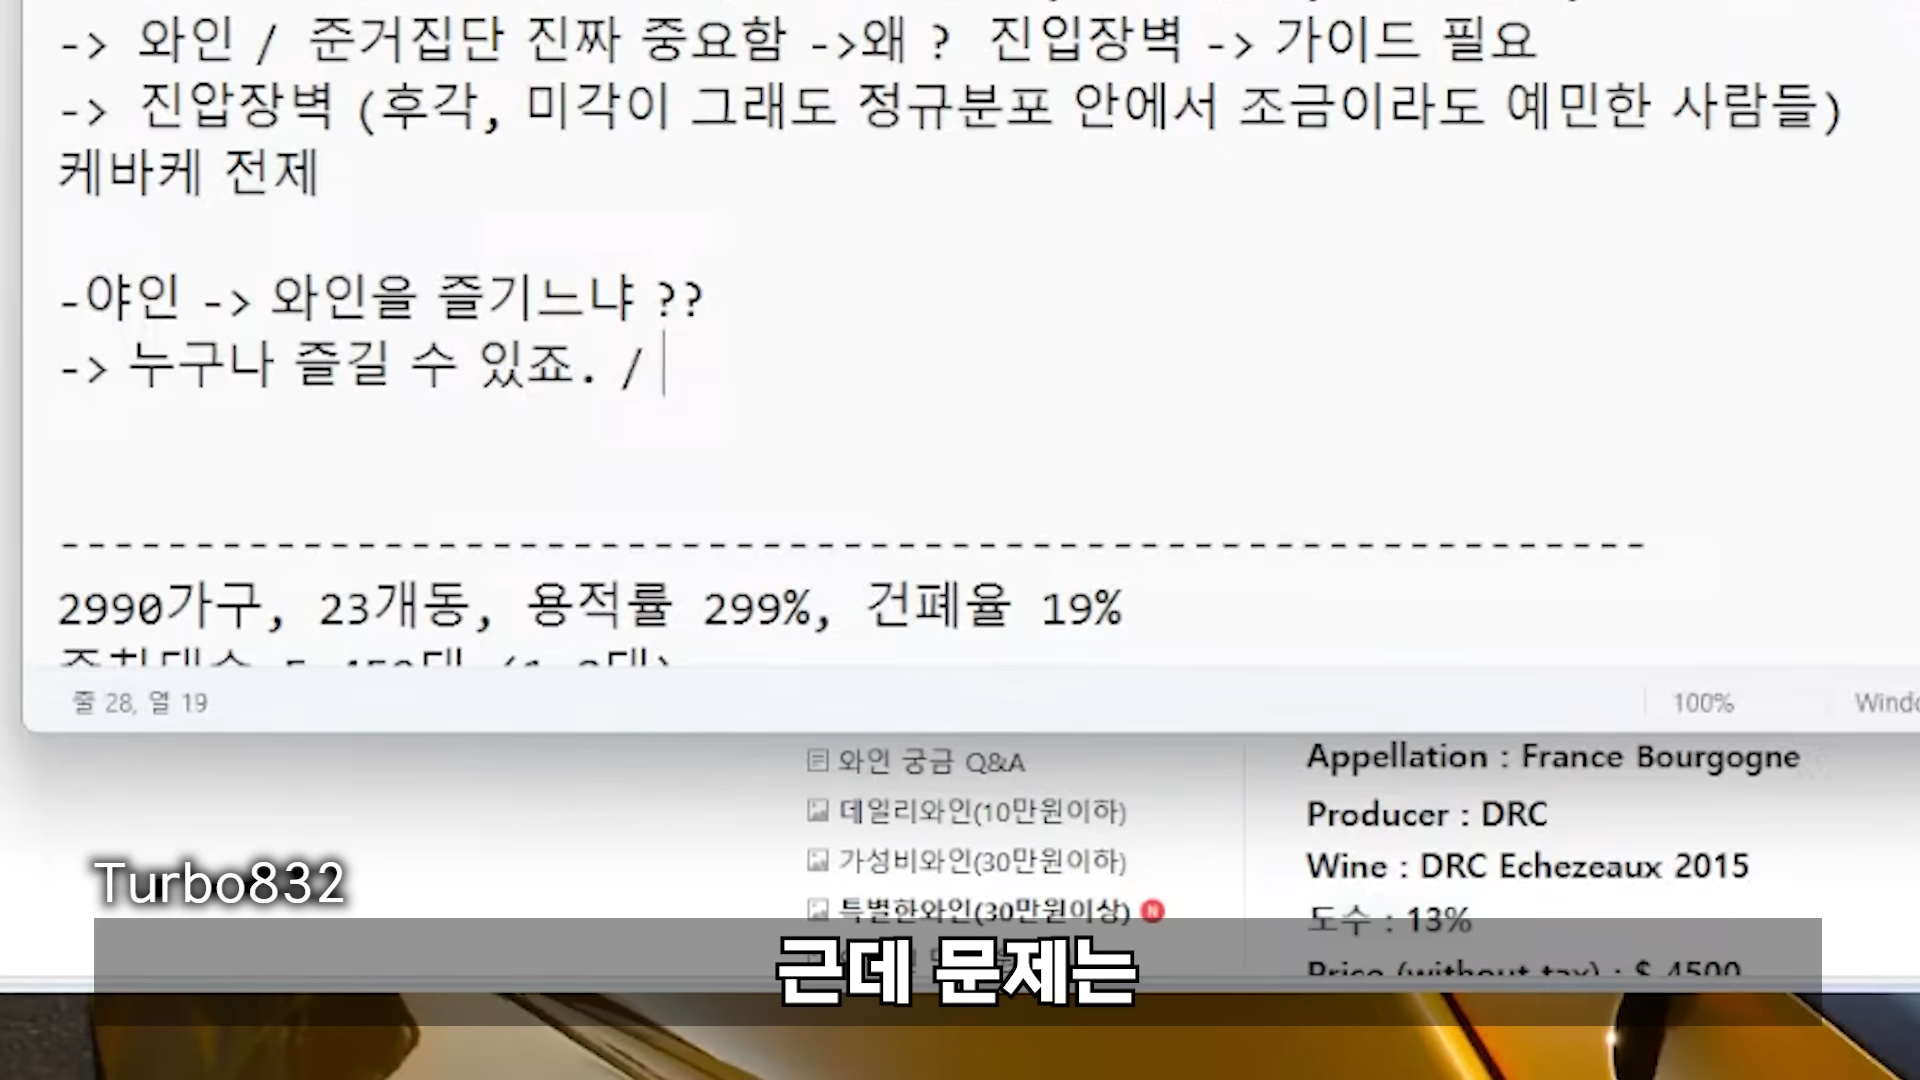 -> 와인 / 준거집단 진짜 중요함 ->왜 ? 진입장벽 -> 가이드 필요
-> 진압장벽 (후각, 미각이 그래도 정규분포 안에서 조금이라도 예민한 사람들)
케바케 전제
-야인 -> 와인을 즐기느냐 ??
-> 누구나 즐길 수 있죠. /
--------------------------------------------------------------
2990가구, 23개동, 용적률 299%, 건폐율 19%
줄 28, 열 19
100%
와인 궁금 Q&A
데일리와인(10만원이하)
가성비와인(30만원이하)
특별한와인(30만원이상) N
Appellation : France Bourgogne
Producer : DRC
Wine : DRC Echezeaux 2015
도수 : 13%
Price (without tax) : $ 4500
Turbo832
근데 문제는